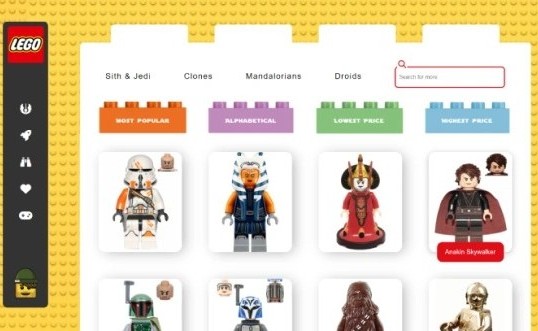 LEGO
Sith & Jedi Clones Mandalorians Droids Search for more
MOST POPULAR ALPHABETICAL LOWEST PRICE HIGHEST PRICE
Anakin Skywalker